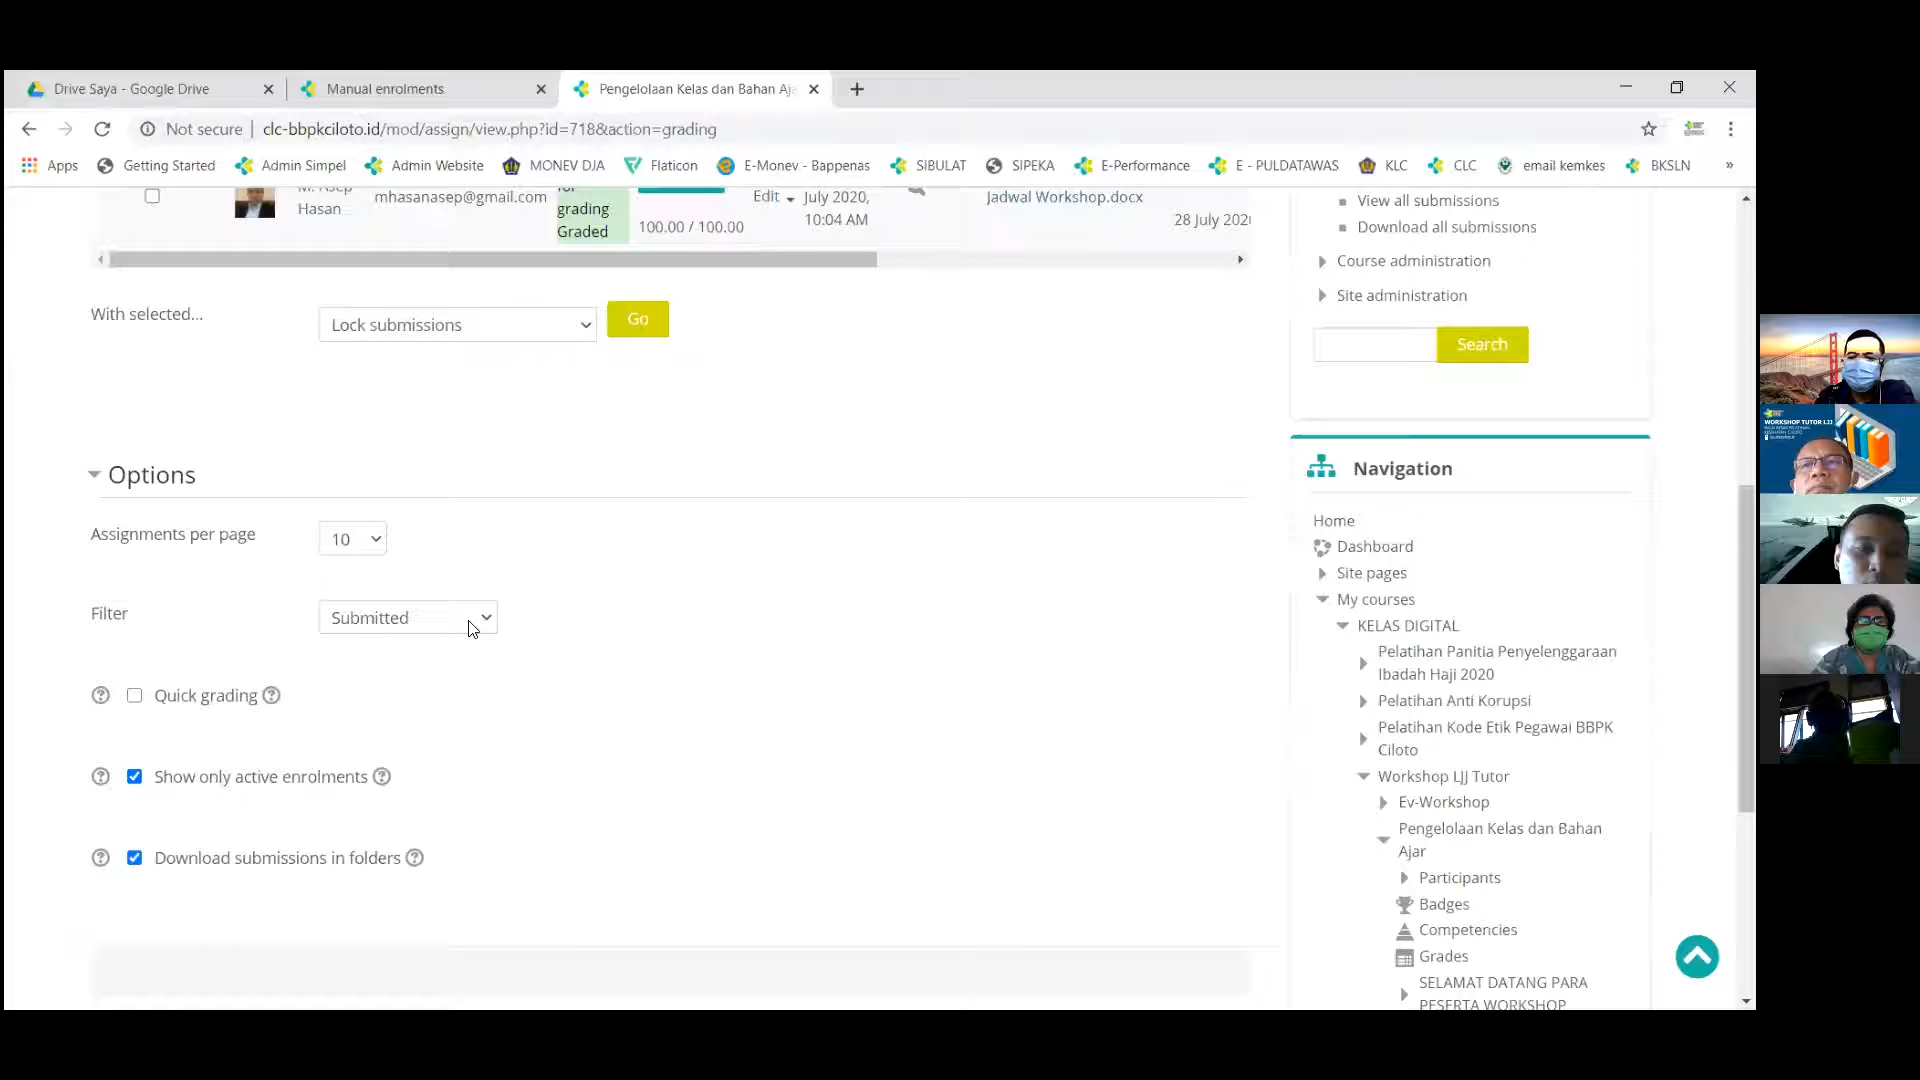 Drive Saya - Google Drive
Manual enrolments
Pengelolaan Kelas dan Bahan Aja
Not secure
clc-bbpkciloto.id/mod/assign/view.php?id=718&action=grading
Apps
Getting Started
Admin Simpel
Admin Website
MONEV DJA
Flaticon
E-Monev - Bappenas
SIBULAT
SIPEKA
E-Performance
E - PULDATAWAS
KLC
CLC
email kemkes
BKSLN
»
M. Asep
Hasan
mhasanasep@gmail.com
for
grading
Graded
100.00 / 100.00
Edit
July 2020,
10:04 AM
Jadwal Workshop.docx
28 July 202
With selected...
Lock submissions
Go
Options
Assignments per page
10
Filter
Submitted
Quick grading
Show only active enrolments
Download submissions in folders
View all submissions
Download all submissions
Course administration
Site administration
Search
Navigation
Home
Dashboard
Site pages
My courses
KELAS DIGITAL
Pelatihan Panitia Penyelenggaraan
Ibadah Haji 2020
Pelatihan Anti Korupsi
Pelatihan Kode Etik Pegawai BBPK
Ciloto
Workshop LJJ Tutor
Ev-Workshop
Pengelolaan Kelas dan Bahan
Ajar
Participants
Badges
Competencies
Grades
SELAMAT DATANG PARA
PESERTA WORKSHOP
WORKSHOP TUTOR LJJ